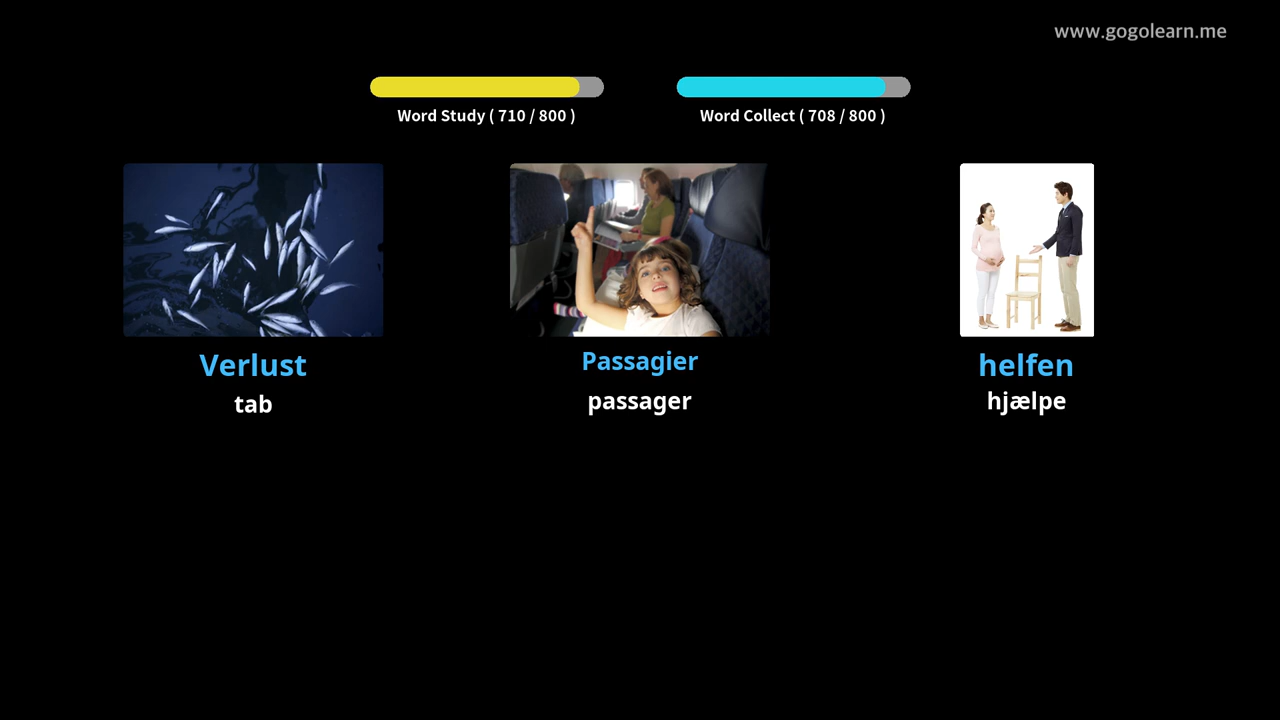 www.gogolearn.me
Word Study ( 710 / 800 )
Word Collect ( 708 / 800 )
Verlust
tab
Passagier
passager
helfen
hjælpe